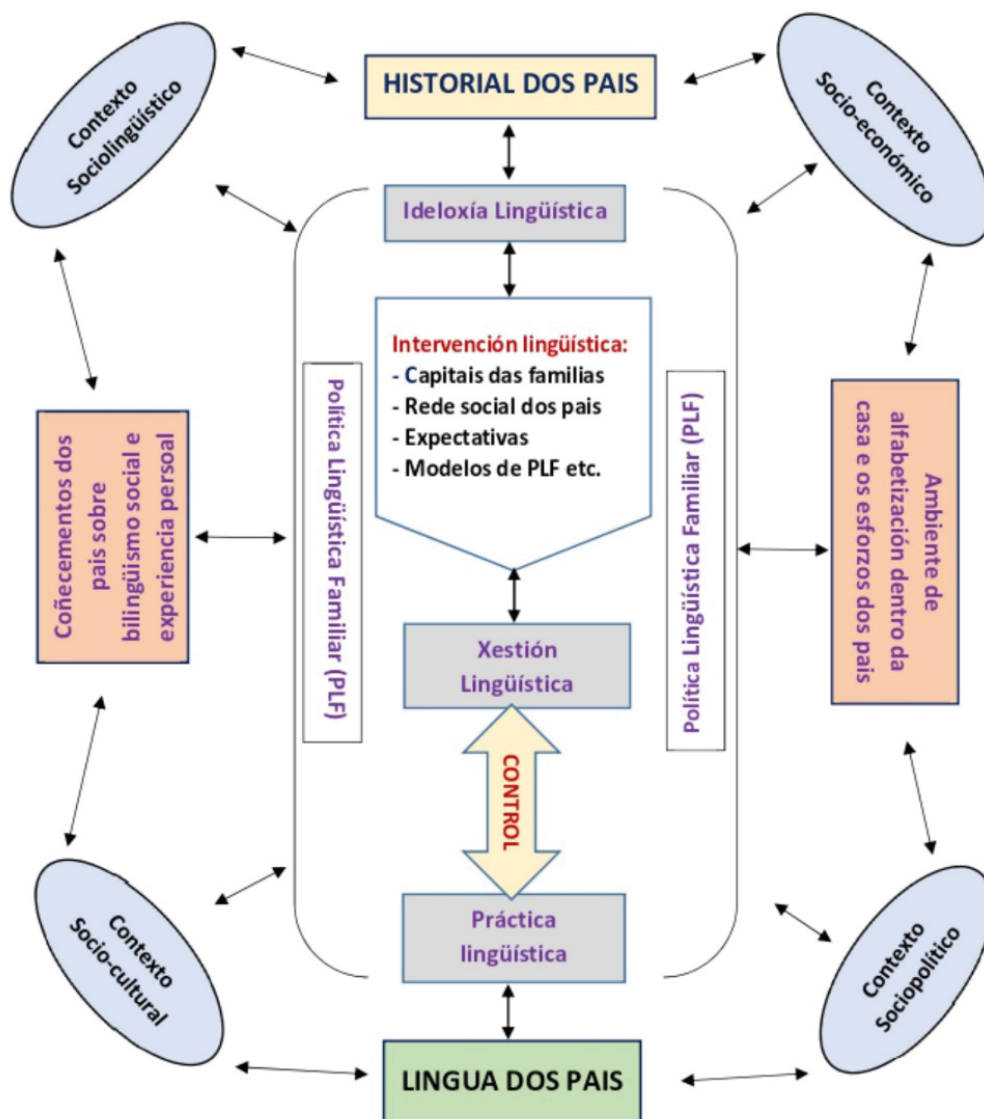 Contexto
Sociolingüístico
HISTORIAL DOS PAIS
Contexto
Socio-económico
Ideloxía Lingüística
Intervención lingüística:
- Capitais das familias
- Rede social dos pais
- Expectativas
- Modelos de PLF etc.
Política Lingüística Familiar (PLF)
Política Lingüística Familiar (PLF)
Coñecementos dos
pais sobre
bilingüismo social e
experiencia persoal
Ambiente de
alfabetización dentro da
casa e os esforzos dos pais
Xestión
Lingüística
CONTROL
Práctica
lingüística
Contexto
Socio-cultural
Contexto
Sociopolítico
LINGUA DOS PAIS